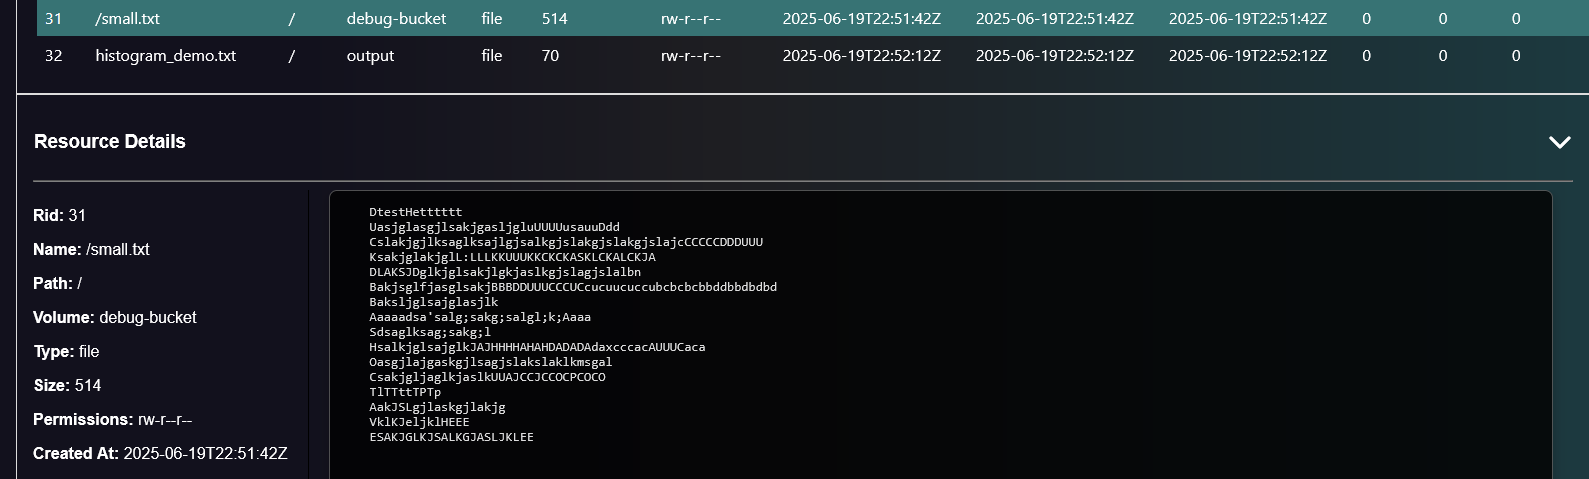 31 /small.txt / debug-bucket file 514 rw-r--r-- 2025-06-19T22:51:42Z 2025-06-19T22:51:42Z 2025-06-19T22:51:42Z 0 0 0
32 histogram_demo.txt / output file 70 rw-r--r-- 2025-06-19T22:52:12Z 2025-06-19T22:52:12Z 2025-06-19T22:52:12Z 0 0 0
Resource Details
Rid: 31
Name: /small.txt
Path: /
Volume: debug-bucket
Type: file
Size: 514
Permissions: rw-r--r--
Created At: 2025-06-19T22:51:42Z
DtestHetttttt
UasjglasgjlsakjgasljgluUUUUusauuDdd
CslakjgjlksaglksajlgjsalkgjslakgjslakgjslajcCCCCCDDDUUU
KsakjglakjglL:LLLKKUUUKKCKCKASKLCKALCKJA
DLAKSJDglkjglsakjlgkjaslkgjslagjslalbn
BakjsglfjasglsakjBBBDDUUUCCCUCcucuucuccubcbcbcbbddbbdbdbd
Baksljglsajglasjlk
Aaaaadsa'salg;sakg;salgl;k;Aaaa
Sdsaglksag;sakg;l
HsalkjglsajglkJAJHHHHAHAHDADADAdaxcccacAUUUCaca
Oasgjlajgaskgjlsagjslakslaklkmsgal
CsakjgljaglkjaslkUUAJCCJCCOCPCOCO
TlTTttTPTp
AakJSLgjlaskgjlakjg
VklKJeljklHEEE
ESAKJGLKJSALKGJASLJKLEE